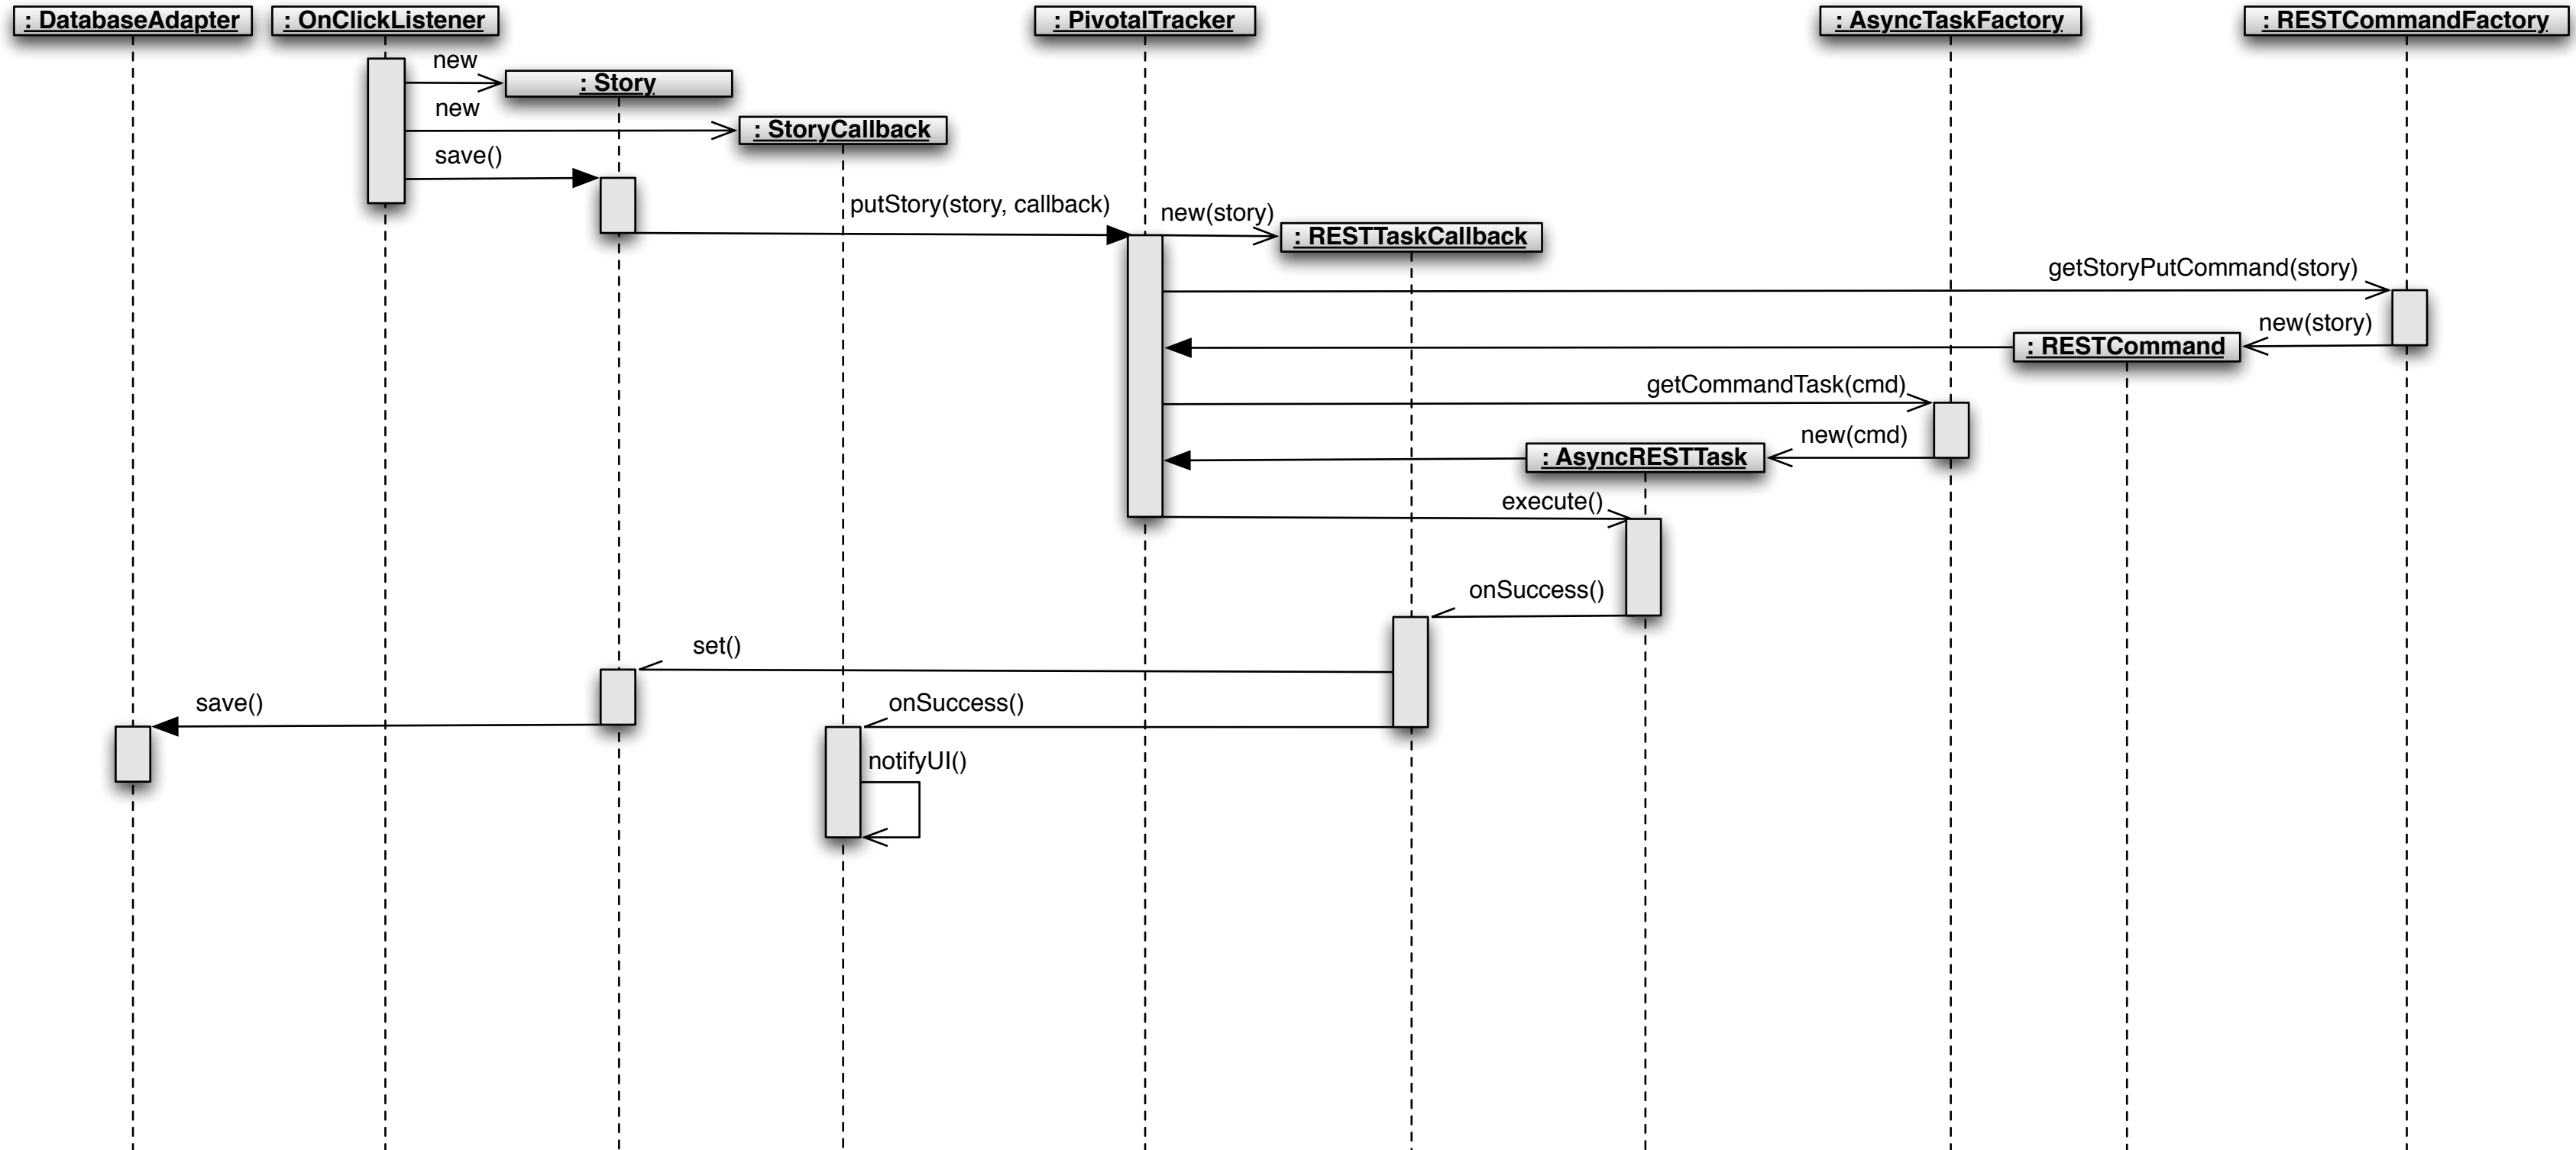 : DatabaseAdapter
: OnClickListener
: PivotalTracker
: AsyncTaskFactory
: RESTCommandFactory
new
: Story
new
: StoryCallback
save()
putStory(story, callback)
new(story)
: RESTTaskCallback
getStoryPutCommand(story)
new(story)
: RESTCommand
getCommandTask(cmd)
new(cmd)
: AsyncRESTTask
execute()
onSuccess()
set()
save()
onSuccess()
notifyUI()